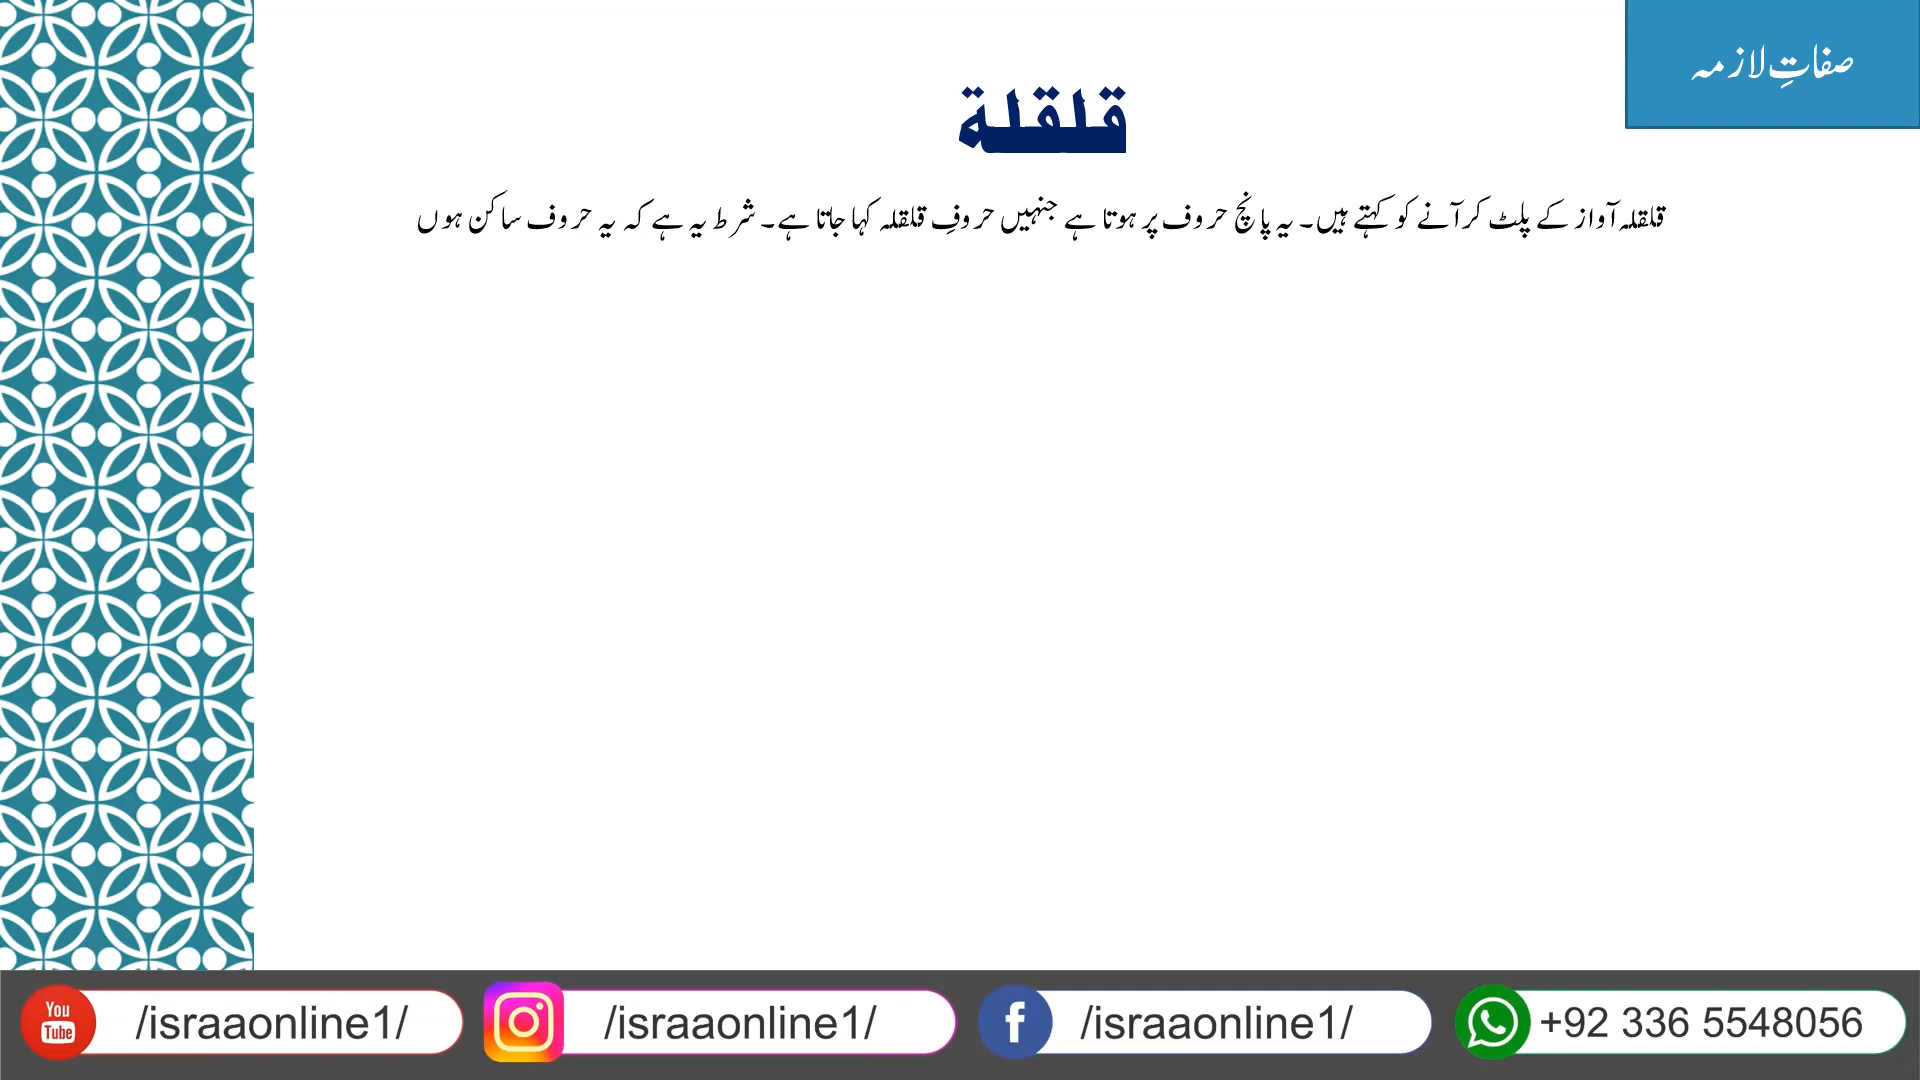 صفاتِ لازمہ
قلقلة
قلقلہ آواز کے پلٹ کر آنے کو کہتے ہیں۔ یہ پانچ حروف پر ہوتا ہے جنہیں حروفِ قلقلہ کہا جاتا ہے۔ شرط یہ ہے کہ یہ حروف ساکن ہوں
You Tube /israaonline1/
/israaonline1/
f /israaonline1/
+92 336 5548056